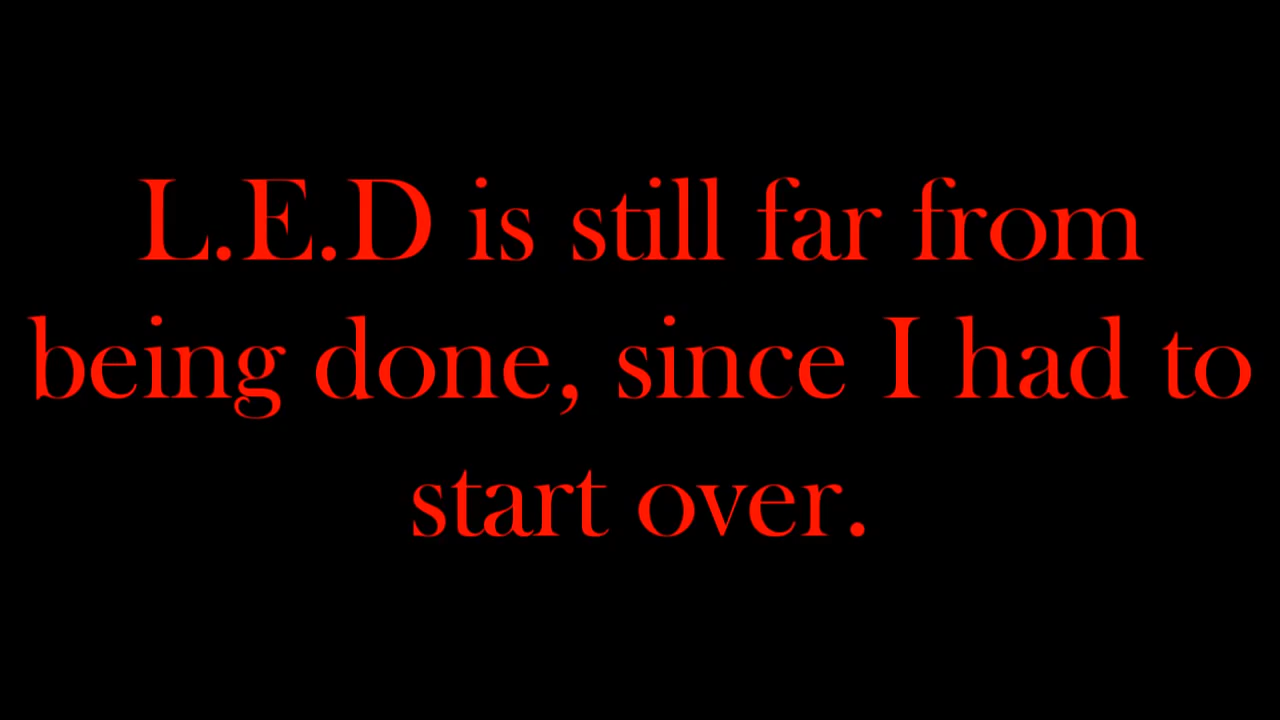 L.E.D is still far from
being done, since I had to
start over.